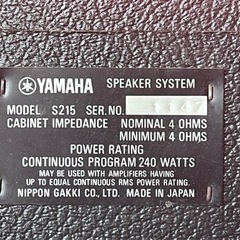 YAMAHA SPEAKER SYSTEM
MODEL S215 SER.NO.
CABINET IMPEDANCE NOMINAL 4 OHMS
MINIMUM 4 OHMS
POWER RATING
CONTINUOUS PROGRAM 240 WATTS
MAY BE USED WITH AMPLIFIERS HAVING
UP TO EQUAL CONTINUOUS RMS POWER RATING.
NIPPON GAKKI CO., LTD. MADE IN JAPAN